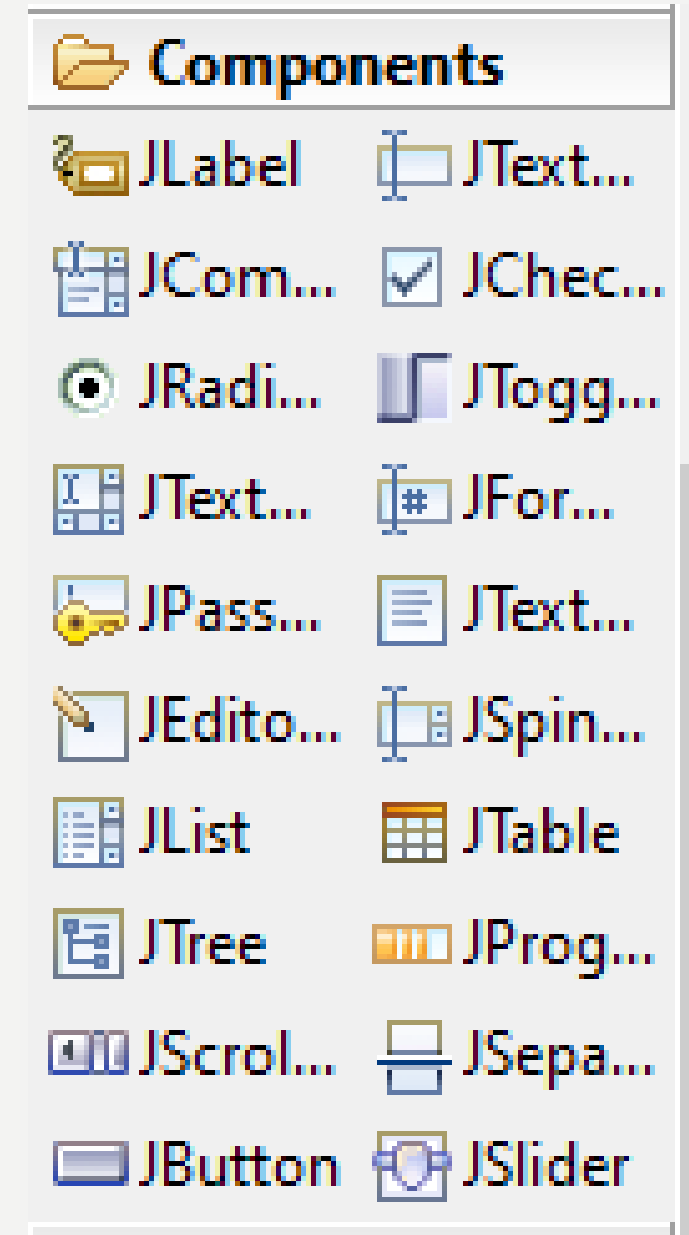 Components
JLabel JText...
JCom... JChec...
JRadi... JTogg...
JText... JFor...
JPass... JText...
JEdito... JSpin...
JList JTable
JTree JProg...
JScrol... JSepa...
JButton JSlider